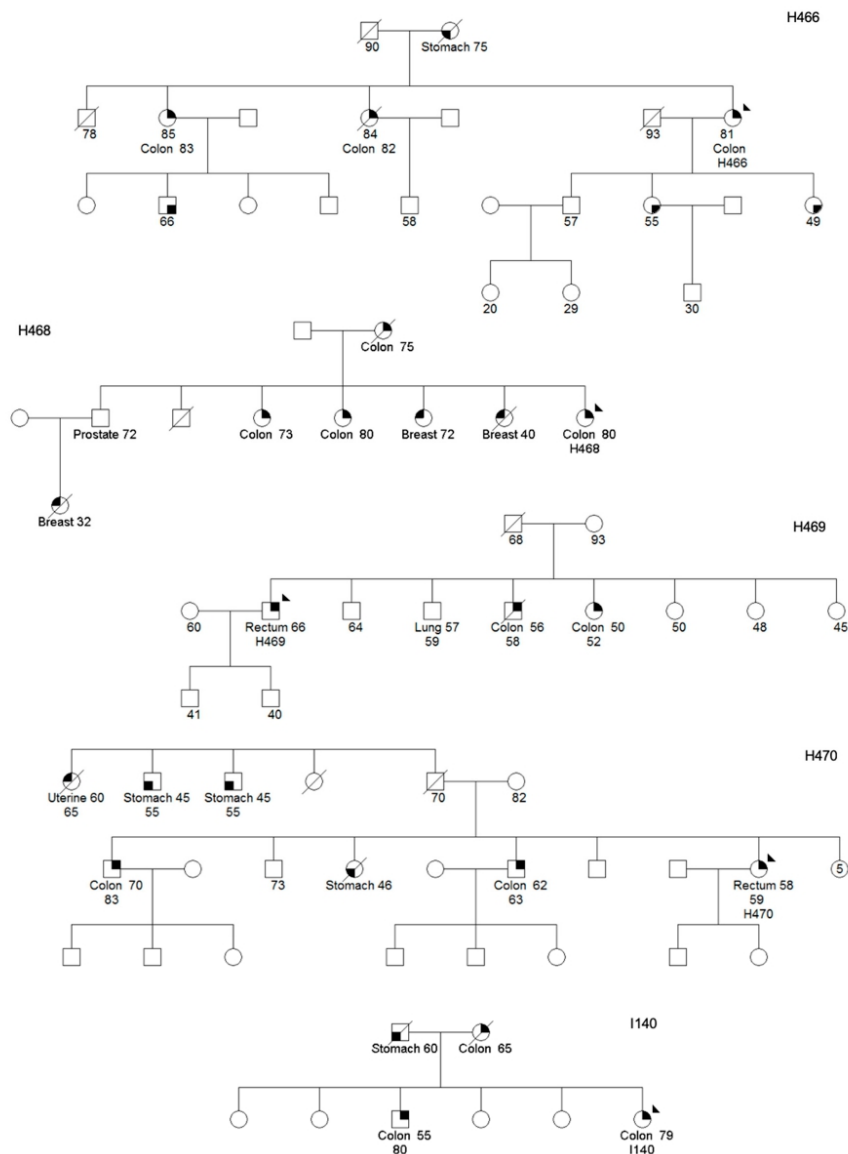 H466
90
Stomach 75
78
85
Colon 83
84
Colon 82
93
81
Colon
H466
66
58
57
55
49
20
29
30
H468
Colon 75
Prostate 72
Colon 73
Colon 80
Breast 72
Breast 40
Colon 80
H468
Breast 32
H469
68
93
60
Rectum 66
H469
64
Lung 57
59
Colon 56
58
Colon 50
52
50
48
45
41
40
H470
Uterine 60
65
Stomach 45
55
Stomach 45
55
70
82
Colon 70
83
73
Stomach 46
Colon 62
63
Rectum 58
59
H470
5
I140
Stomach 60
Colon 65
Colon 55
80
Colon 79
I140